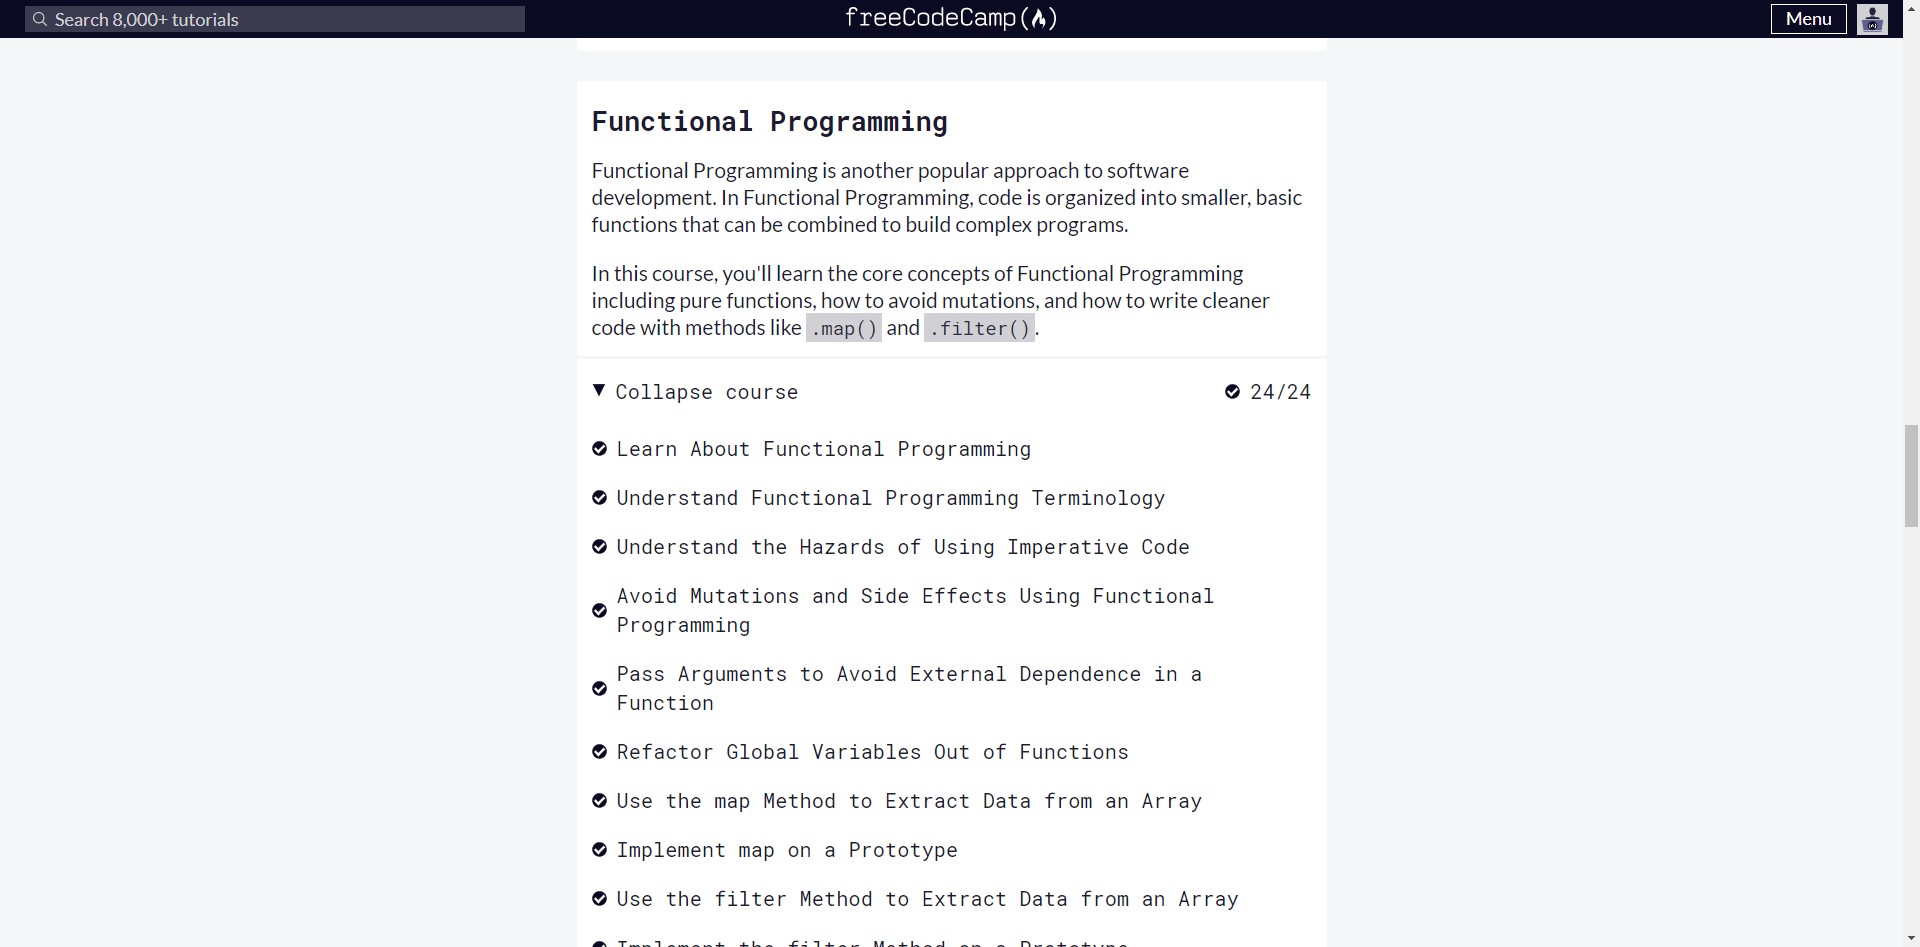 Search 8,000+ tutorials
freeCodeCamp
Menu
Functional Programming
Functional Programming is another popular approach to software
development. In Functional Programming, code is organized into smaller, basic
functions that can be combined to build complex programs.
In this course, you'll learn the core concepts of Functional Programming
including pure functions, how to avoid mutations, and how to write cleaner
code with methods like .map() and .filter().
Collapse course 24/24
Learn About Functional Programming
Understand Functional Programming Terminology
Understand the Hazards of Using Imperative Code
Avoid Mutations and Side Effects Using Functional
Programming
Pass Arguments to Avoid External Dependence in a
Function
Refactor Global Variables Out of Functions
Use the map Method to Extract Data from an Array
Implement map on a Prototype
Use the filter Method to Extract Data from an Array
Implement the filter Method on a Prototype